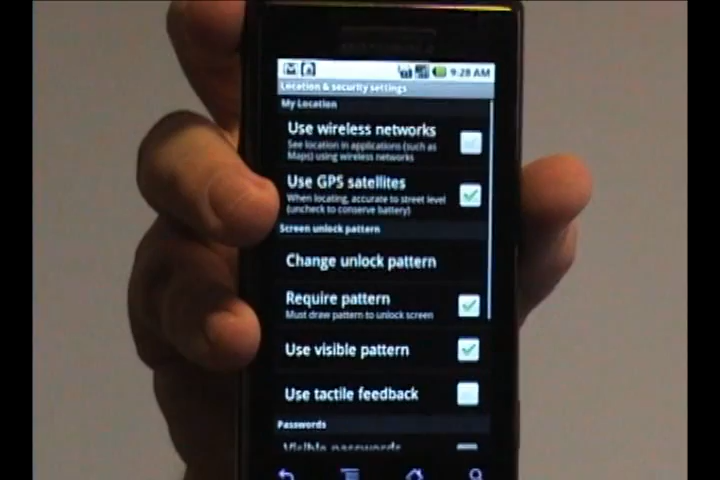 9:28 AM
Location & security settings
My Location
Use wireless networks
See location in applications (such as
Maps) using wireless networks
Use GPS satellites
When locating, accurate to street level
(uncheck to conserve battery)
Screen unlock pattern
Change unlock pattern
Require pattern
Must draw pattern to unlock screen
Use visible pattern
Use tactile feedback
Passwords
Visible passwords